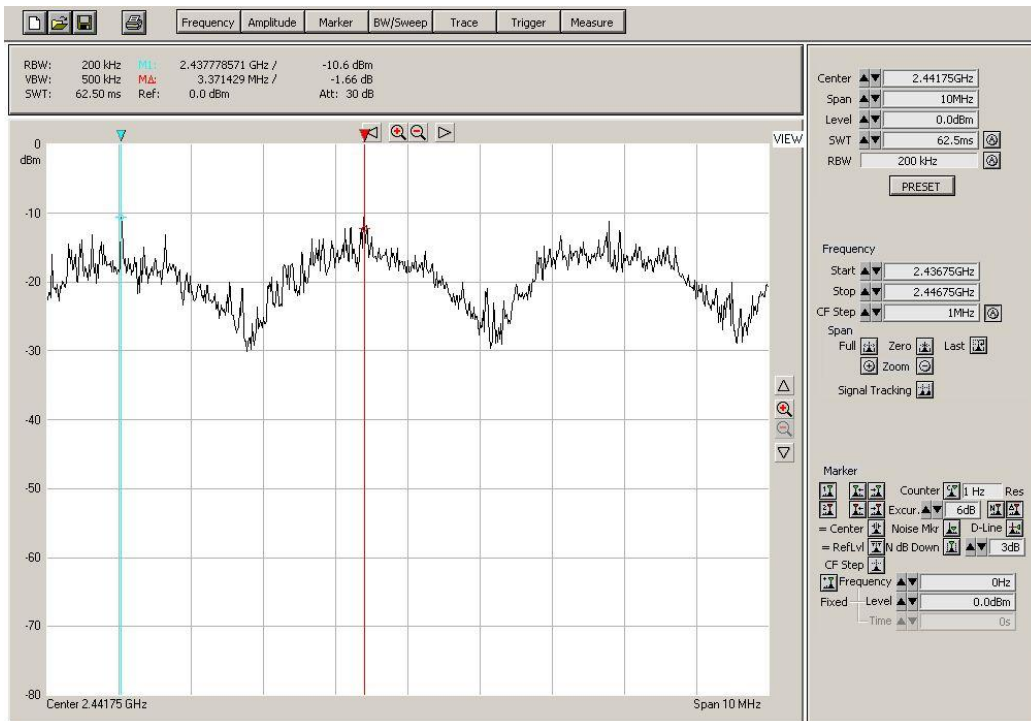 Frequency Amplitude Marker BW/Sweep Trace Trigger Measure
RBW: 200 kHz M1: 2.437778571 GHz / -10.6 dBm
VBW: 500 kHz MΔ: 3.371429 MHz / -1.66 dB
SWT: 62.50 ms Ref: 0.0 dBm Att: 30 dB
VIEW
0
dBm
-10
-20
-30
-40
-50
-60
-70
-80
Center 2.44175 GHz Span 10 MHz
Center 2.44175GHz
Span 10MHz
Level 0.0dBm
SWT 62.5ms
RBW 200 kHz
PRESET
Frequency
Start 2.43675GHz
Stop 2.44675GHz
CF Step 1MHz
Span
Full Zero Last
Zoom
Signal Tracking
Marker
Counter 1 Hz Res
Excur. 6dB
= Center Noise Mkr D-Line
= RefLvl N dB Down 3dB
CF Step
Frequency 0Hz
Fixed Level 0.0dBm
Time 0s